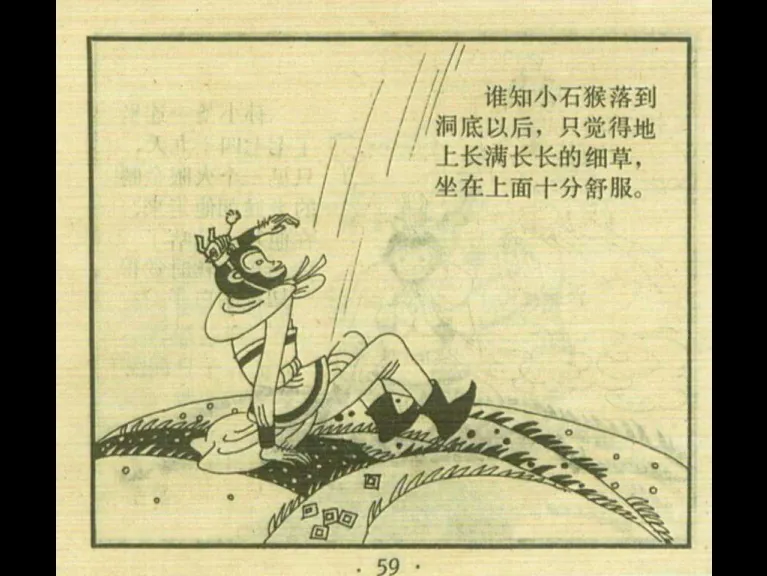 谁知小石猴落到
洞底以后，只觉得地
上长满长长的细草，
坐在上面十分舒服。
· 59 ·